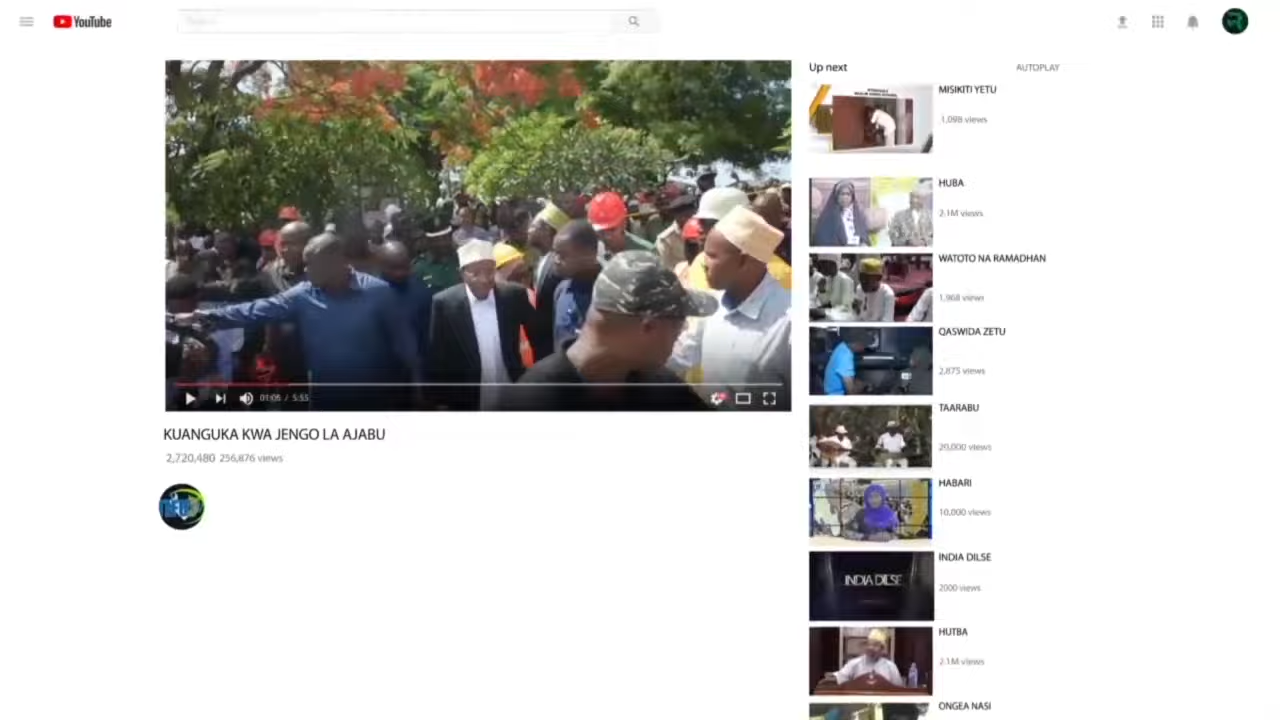 YouTube
KUANGUKA KWA JENGO LA AJABU
2,720,480 256,876 views
01:06 / 5:55
Up next
AUTOPLAY
MISIKITI YETU
1,098 views
HUBA
2.1M views
WATOTO NA RAMADHAN
1,968 views
QASWIDA ZETU
2,875 views
TAARABU
20,000 views
HABARI
10,000 views
INDIA DILSE
INDIA DILSE
2000 views
HUTBA
2.1M views
ONGEA NASI